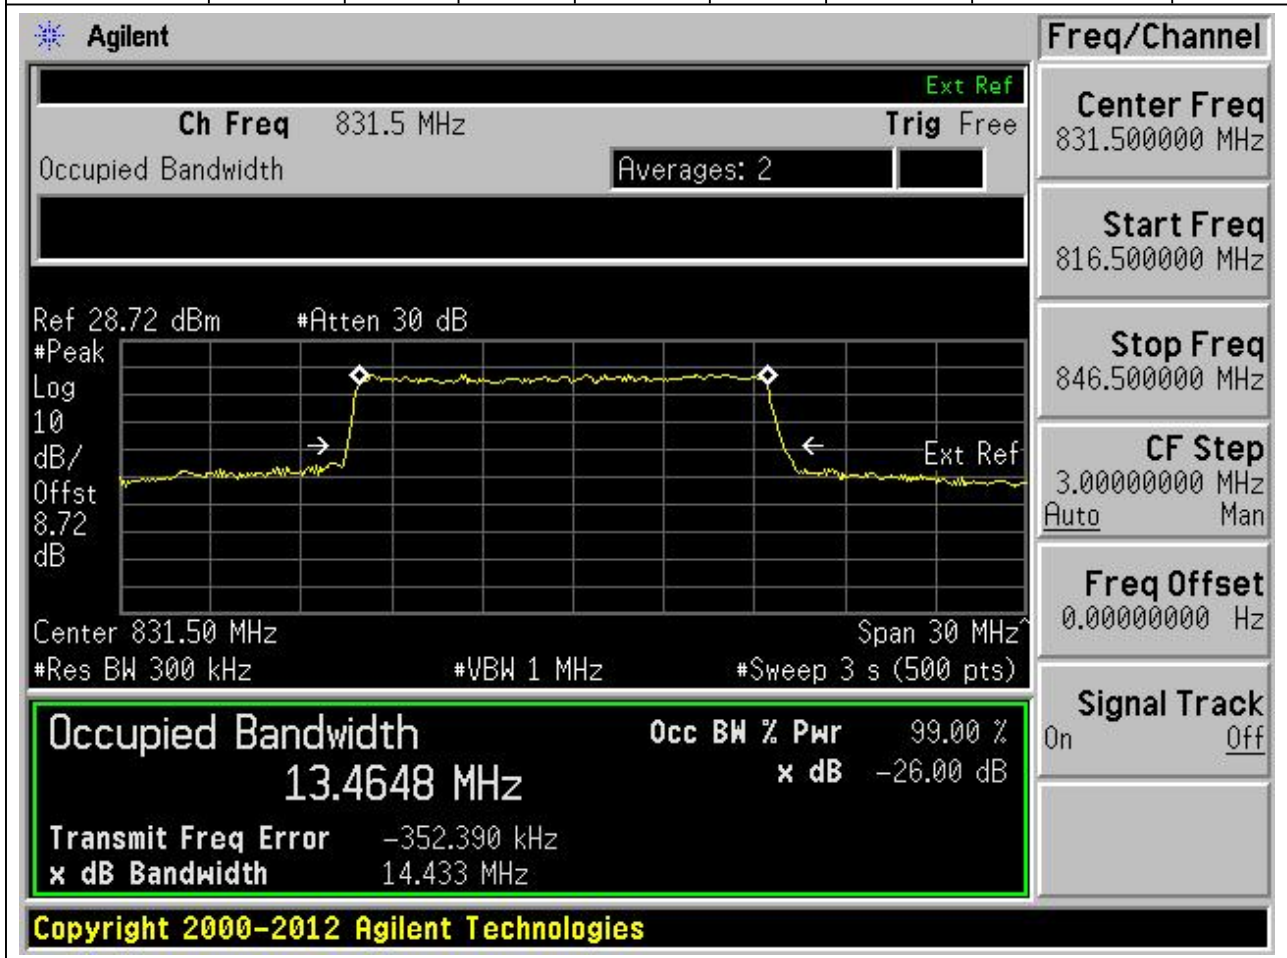 Agilent
Freq/Channel
Ext Ref
Ch Freq 831.5 MHz Trig Free
Occupied Bandwidth Averages: 2
Center Freq
831.500000 MHz
Start Freq
816.500000 MHz
Stop Freq
846.500000 MHz
CF Step
3.00000000 MHz
Auto Man
Freq Offset
0.00000000 Hz
Signal Track
On Off
Ref 28.72 dBm #Atten 30 dB
#Peak
Log
10
dB/
Offst
8.72
dB
Ext Ref
Center 831.50 MHz Span 30 MHz^
#Res BW 300 kHz #VBW 1 MHz #Sweep 3 s (500 pts)
Occupied Bandwidth Occ BW % Pwr 99.00 %
13.4648 MHz x dB -26.00 dB
Transmit Freq Error -352.390 kHz
x dB Bandwidth 14.433 MHz
Copyright 2000-2012 Agilent Technologies